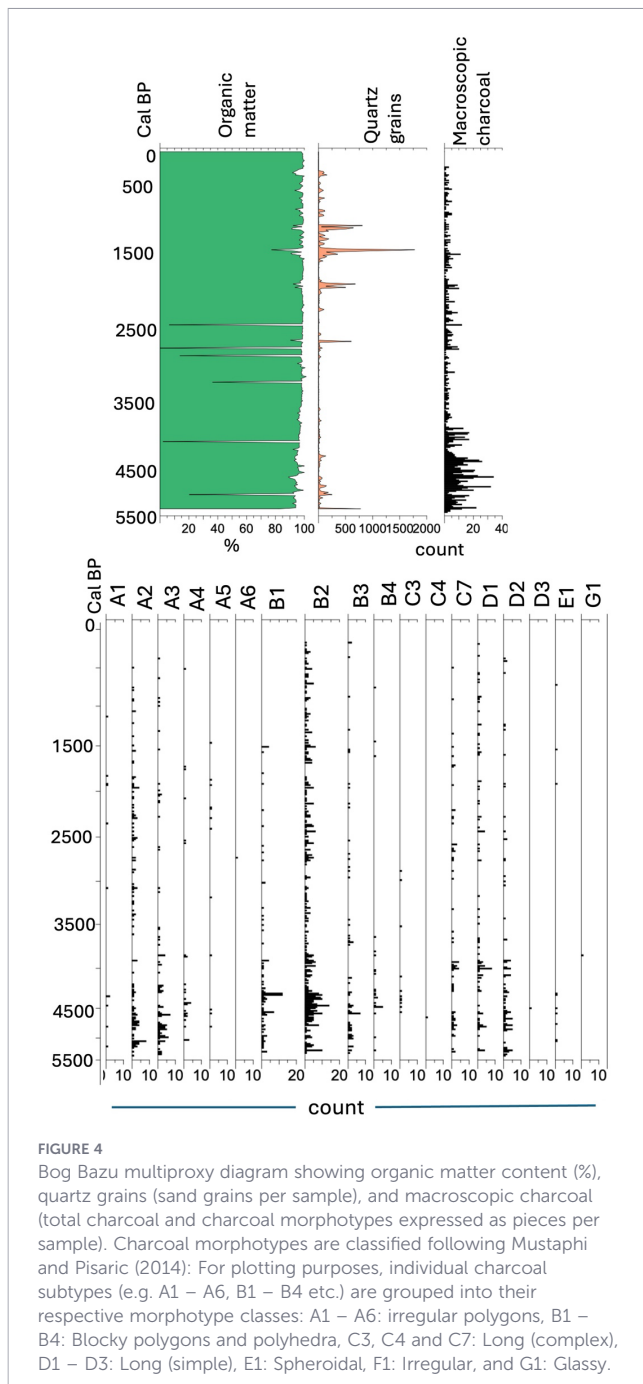 Cal BP
Organic
matter
Quartz
grains
Macroscopic
charcoal
0
500
1500
2500
3500
4500
5500
20 40 60 80 100
500 1000 1500 2000
0 20 40
%
count
Cal BP
A1 A2 A3 A4 A5 A6 B1 B2 B3 B4 C3 C4 C7 D1 D2 D3 E1 G1
0
1500
2500
3500
4500
5500
10 10 10 10 10 10 20 20 10 10 10 10 10 10 10 10 10 10
count
FIGURE 4
Bog Bazu multiproxy diagram showing organic matter content (%),
quartz grains (sand grains per sample), and macroscopic charcoal
(total charcoal and charcoal morphotypes expressed as pieces per
sample). Charcoal morphotypes are classified following Mustaphi
and Pisaric (2014): For plotting purposes, individual charcoal
subtypes (e.g. A1 – A6, B1 – B4 etc.) are grouped into their
respective morphotype classes: A1 – A6: irregular polygons, B1 –
B4: Blocky polygons and polyhedra, C3, C4 and C7: Long (complex),
D1 – D3: Long (simple), E1: Spheroidal, F1: Irregular, and G1: Glassy.